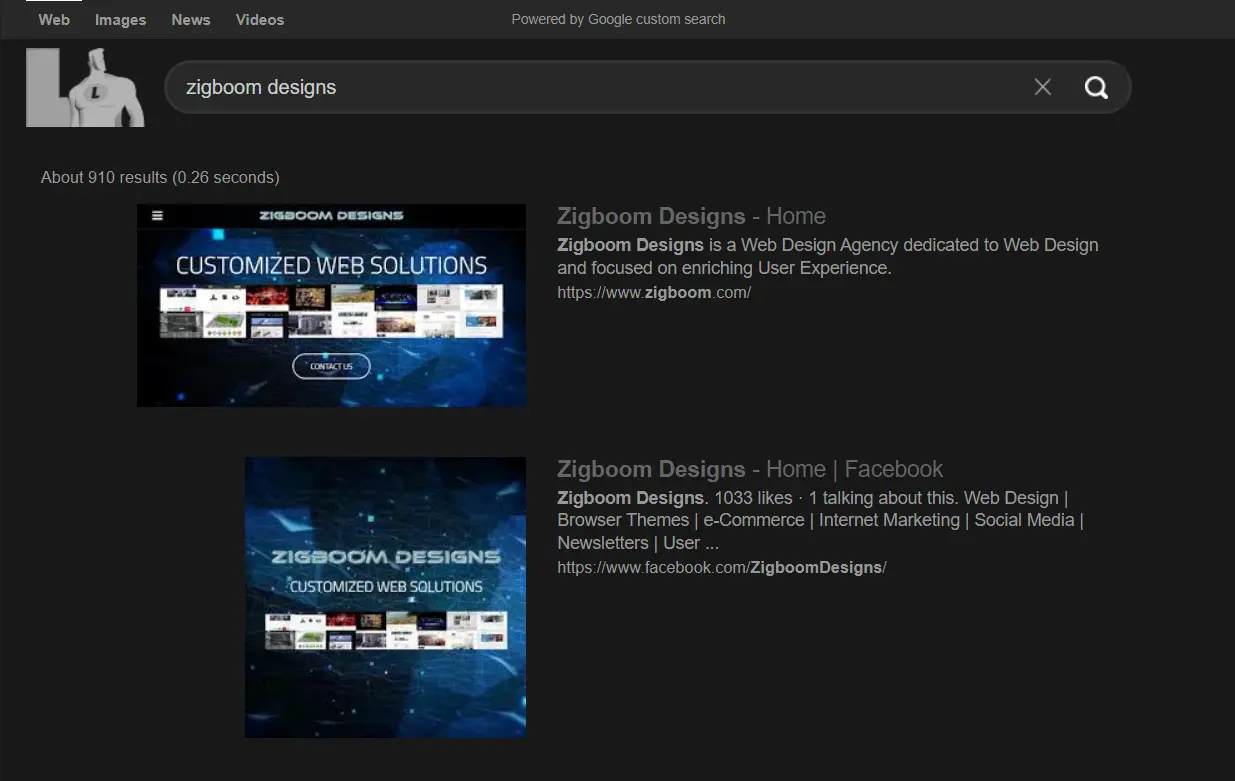 Web Images News Videos Powered by Google custom search
L
zigboom designs
About 910 results (0.26 seconds)
ZIGBOOM DESIGNS
CUSTOMIZED WEB SOLUTIONS
CONTACT US
Zigboom Designs - Home
Zigboom Designs is a Web Design Agency dedicated to Web Design
and focused on enriching User Experience.
https://www.zigboom.com/
ZIGBOOM DESIGNS
CUSTOMIZED WEB SOLUTIONS
Zigboom Designs - Home | Facebook
Zigboom Designs. 1033 likes · 1 talking about this. Web Design |
Browser Themes | e-Commerce | Internet Marketing | Social Media |
Newsletters | User ...
https://www.facebook.com/ZigboomDesigns/